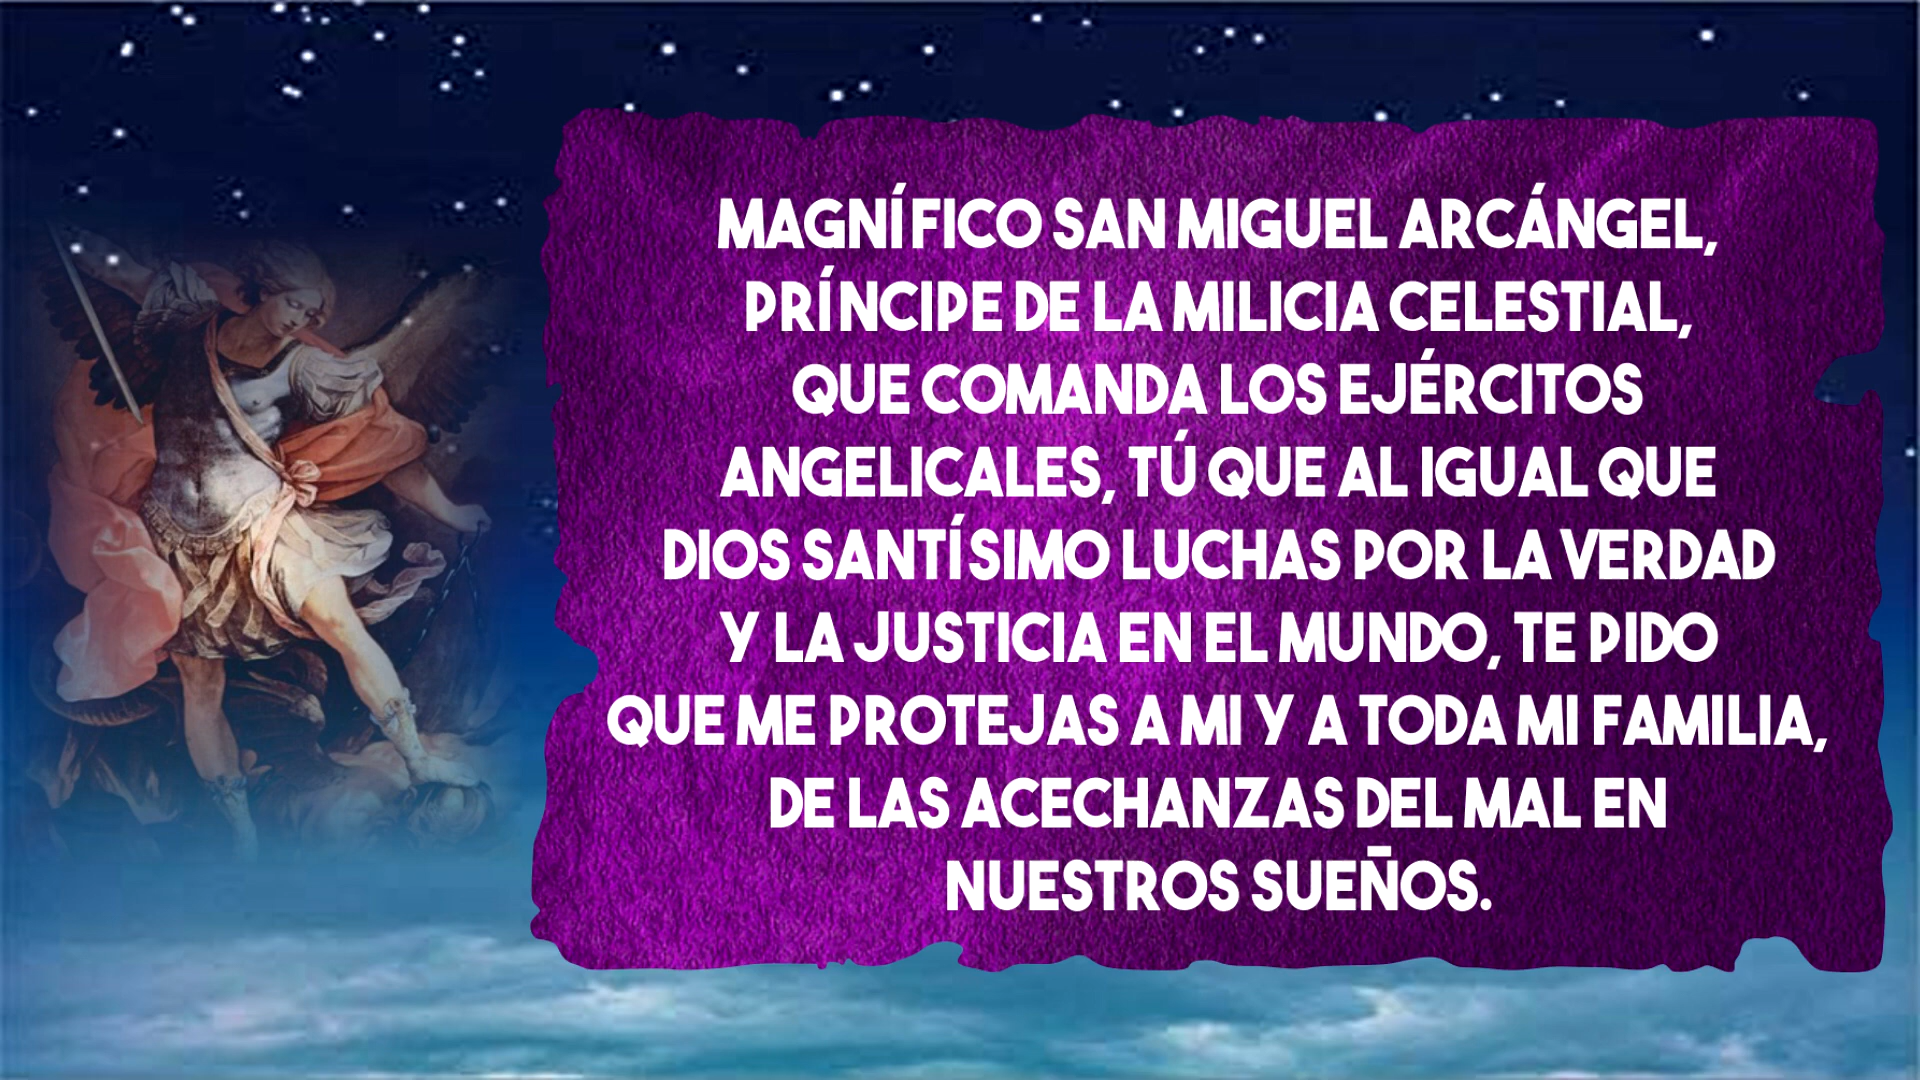 MAGNÍFICO SAN MIGUEL ARCÁNGEL,
PRÍNCIPE DE LA MILICIA CELESTIAL,
QUE COMANDA LOS EJÉRCITOS
ANGELICALES, TÚ QUE AL IGUAL QUE
DIOS SANTÍSIMO LUCHAS POR LA VERDAD
Y LA JUSTICIA EN EL MUNDO, TE PIDO
QUE ME PROTEJAS A MI Y A TODA MI FAMILIA,
DE LAS ACECHANZAS DEL MAL EN
NUESTROS SUEÑOS.